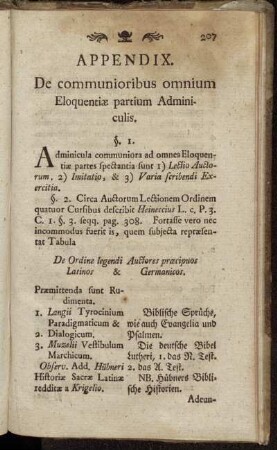 207
APPENDIX.
De communioribus omnium
Eloquentiæ partium Admini-
culis.
§. 1.
Adminicula communiora ad omnes Eloquen-
tiæ partes spectantia sunt 1) Lectio Aucto-
rum, 2) Imitatio, & 3) Varia scribendi Ex-
ercitia.
§. 2. Circa Auctorum Lectionem Ordinem
quatuor Cursibus describit Heineccius L. c. P. 3.
C. 1. §. 3. seqq. pag. 308. Fortasse vero nec
incommodus fuerit is, quem subjecta repræsen-
tat Tabula
De Ordine legendi Auctores præcipuos
Latinos & Germanicos.
Præmittenda sunt Ru-
dimenta.
1. Langii Tyrocinium Biblische Sprüche,
Paradigmaticum & wie auch Evangelia und
2. Dialogicum. Psalmen.
3. Muzelii Vestibulum Die deutsche Bibel
Marchicum. Lutheri, 1. das N. Test.
Observ. Add. Hübneri 2. das A. Test.
Historiæ Sacræ Latinæ NB. Hübners Bibli-
redditæ a Krigelio. sche Historien.
Adeun-